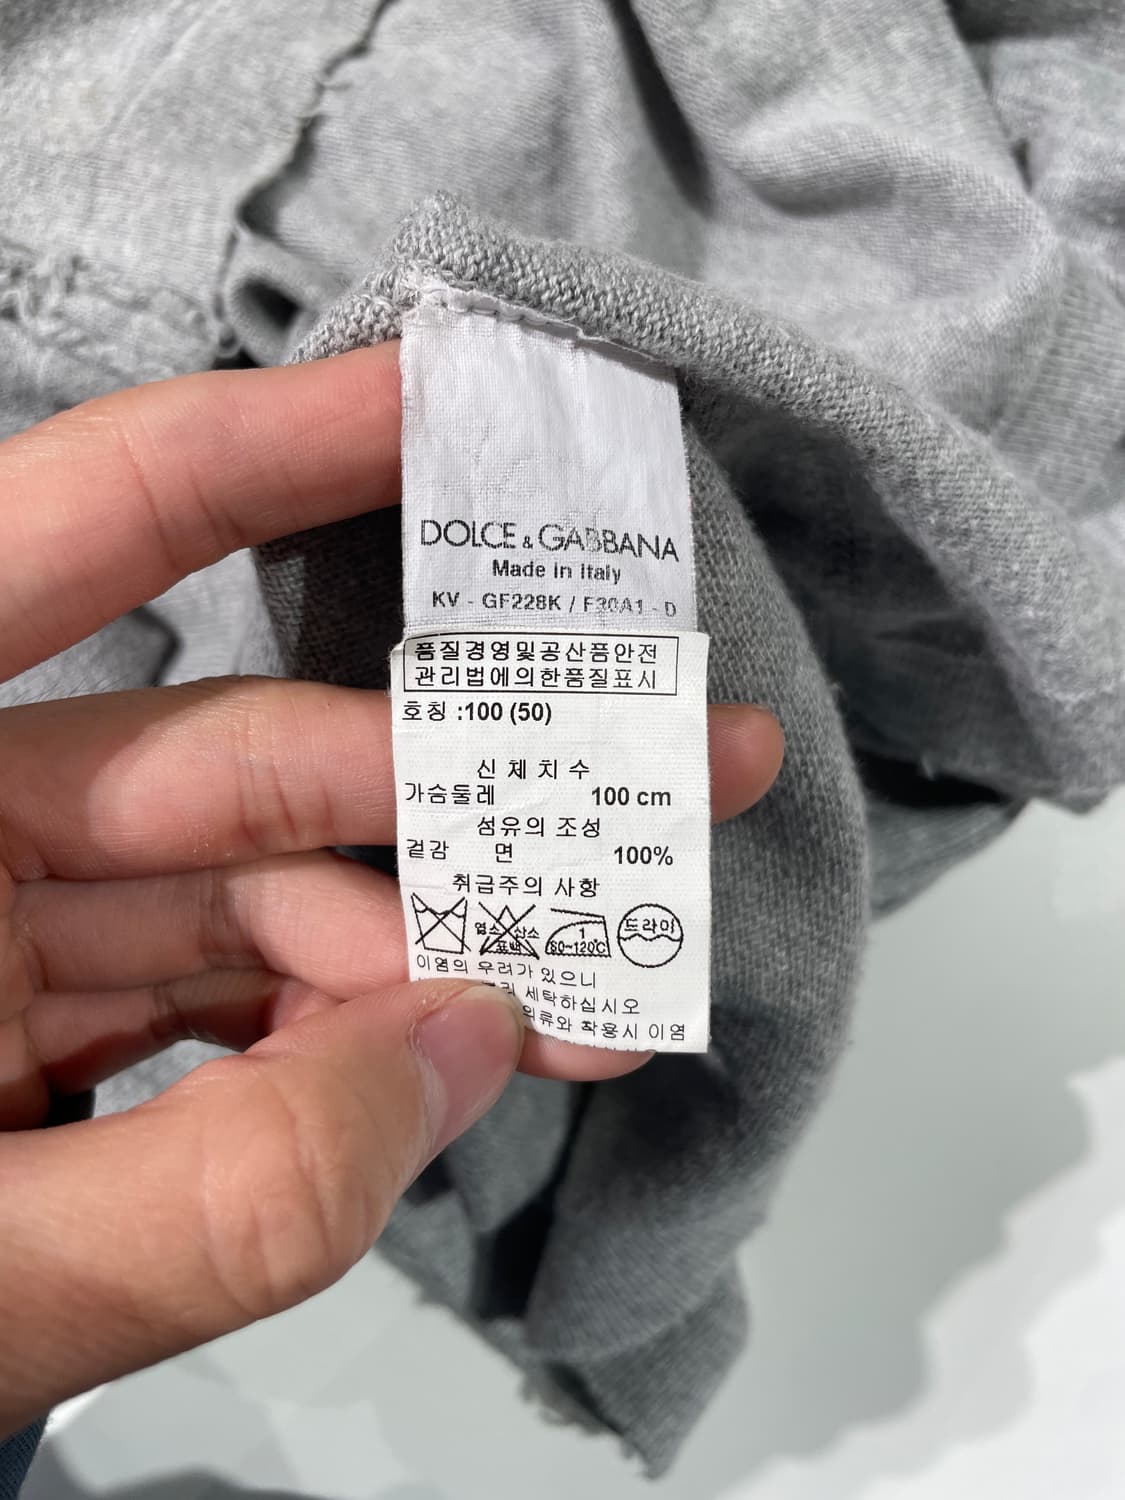 DOLCE & GABBANA
Made in Italy
KV - GF228K / F30A1 - D
품질경영및공산품안전
관리법에의한품질표시
호칭 :100 (50)
신 체 치 수
가슴둘레 100 cm
섬유의 조성
겉감 면 100%
취급주의 사항
염소 산소 표백
1
80~120℃
드라이
이염의 우려가 있으니
세탁하십시오
의류와 착용시 이염